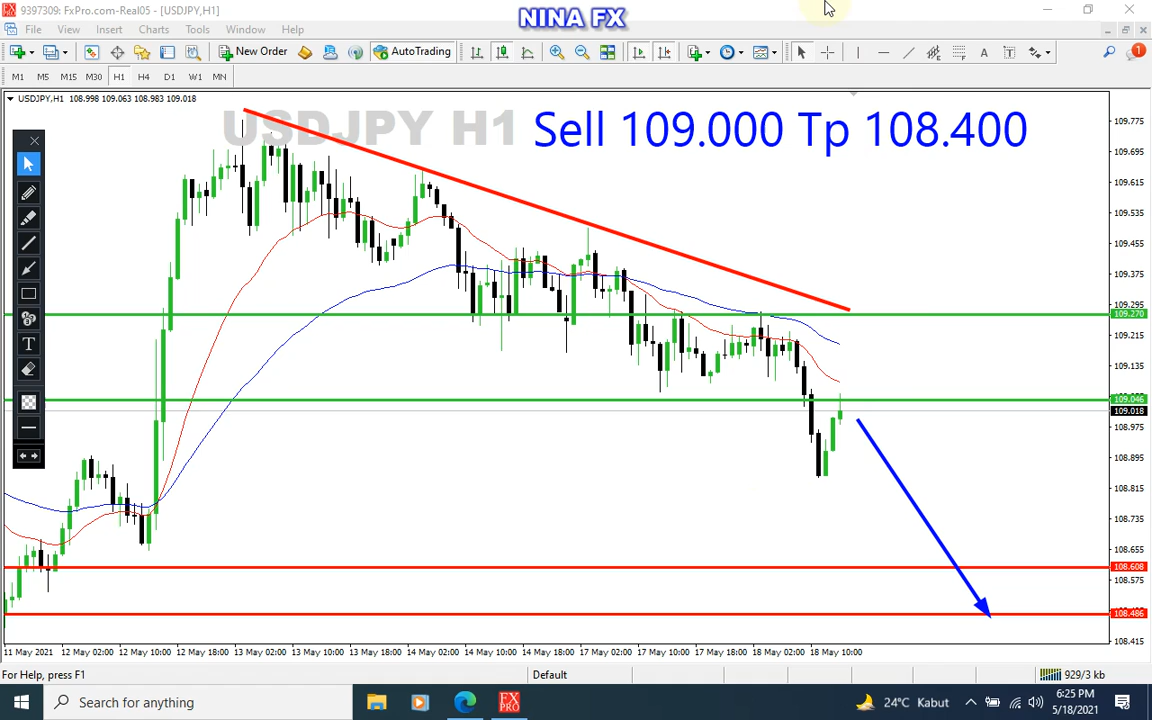 9397309: FxPro.com-Real05 - [USDJPY,H1]
NINA FX
File View Insert Charts Tools Window Help
New Order AutoTrading A T 1
M1 M5 M15 M30 H1 H4 D1 W1 MN
USDJPY,H1 108.998 109.063 108.983 109.018
USDJPY H1
Sell 109.000 Tp 108.400
T
109.775
109.695
109.615
109.535
109.455
109.375
109.295
109.270
109.215
109.135
109.046
109.018
108.975
108.895
108.815
108.735
108.655
108.608
108.575
108.486
108.415
11 May 2021 12 May 02:00 12 May 10:00 12 May 18:00 13 May 02:00 13 May 10:00 13 May 18:00 14 May 02:00 14 May 10:00 14 May 18:00 17 May 02:00 17 May 10:00 17 May 18:00 18 May 02:00 18 May 10:00
For Help, press F1 Default 929/3 kb
Search for anything FX PRO 24°C Kabut 6:25 PM
5/18/2021